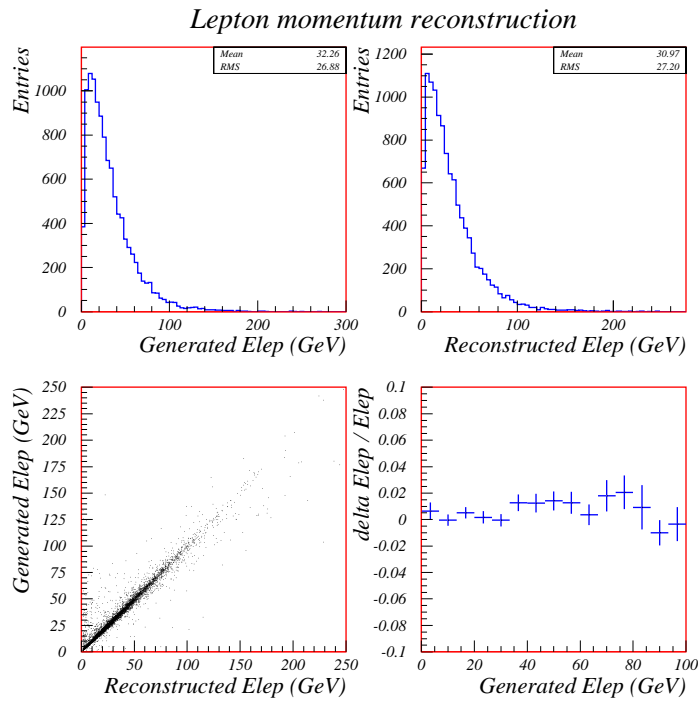 Lepton momentum reconstruction
Entries
Mean 32.26
RMS 26.88
1000
800
600
400
200
0
0 100 200 300
Generated Elep (GeV)
Entries
Mean 30.97
RMS 27.20
1200
1000
800
600
400
200
0
0 100 200
Reconstructed Elep (GeV)
Generated Elep (GeV)
250
225
200
175
150
125
100
75
50
25
0
0 50 100 150 200 250
Reconstructed Elep (GeV)
delta Elep / Elep
0.1
0.08
0.06
0.04
0.02
0
-0.02
-0.04
-0.06
-0.08
-0.1
0 20 40 60 80 100
Generated Elep (GeV)